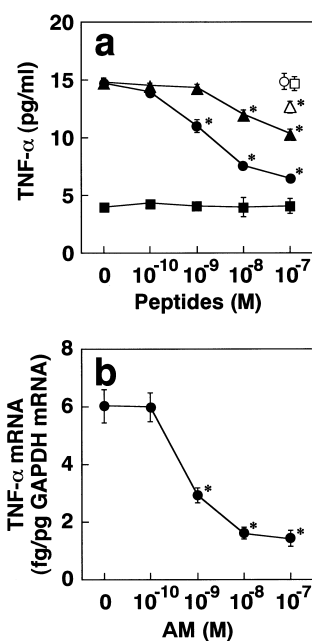 a
TNF-α (pg/ml)
20
15
10
5
0
* * * * * *
0 10-10 10-9 10-8 10-7
Peptides (M)
b
TNF-α mRNA
(fg/pg GAPDH mRNA)
8
6
4
2
0
* * *
0 10-10 10-9 10-8 10-7
AM (M)